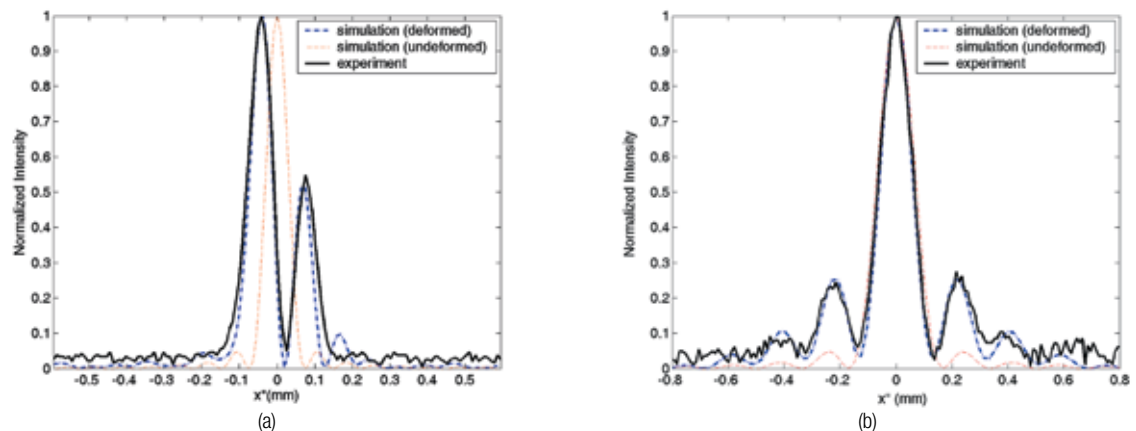 simulation (deformed)
simulation (undeformed)
experiment
Normalized Intensity
1
0.9
0.8
0.7
0.6
0.5
0.4
0.3
0.2
0.1
0
-0.5 -0.4 -0.3 -0.2 -0.1 0 0.1 0.2 0.3 0.4 0.5
x"(mm)
(a)
simulation (deformed)
simulation (undeformed)
experiment
Normalized Intensity
1
0.9
0.8
0.7
0.6
0.5
0.4
0.3
0.2
0.1
0
-0.8 -0.6 -0.4 -0.2 0 0.2 0.4 0.6 0.8
x" (mm)
(b)